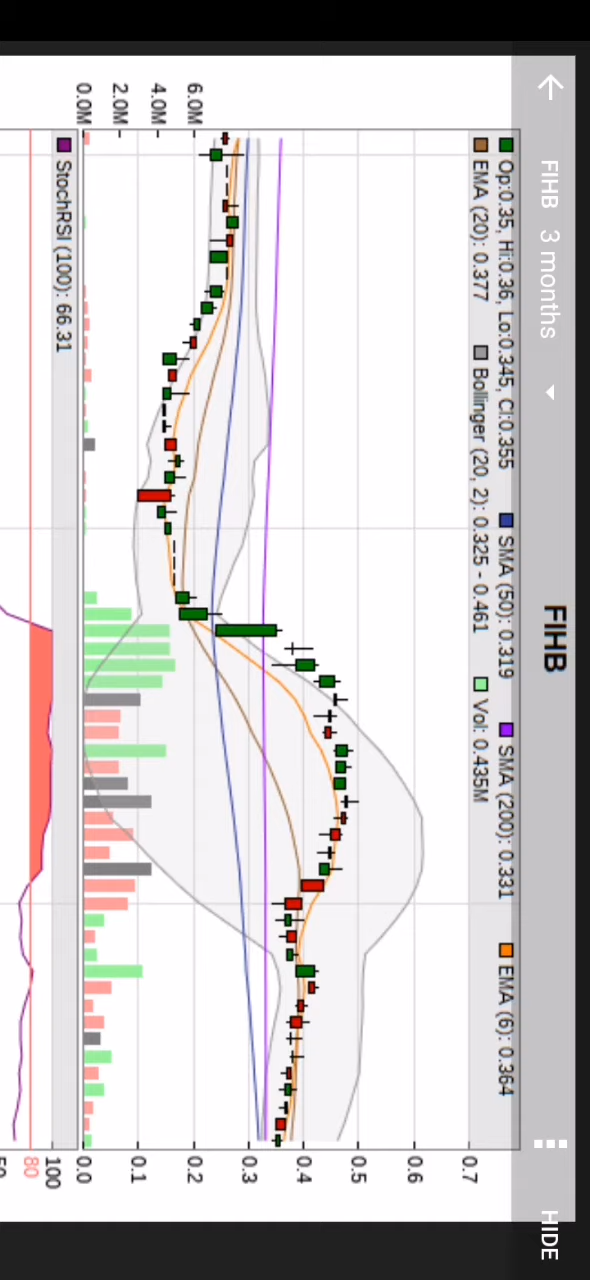 FIHB 3 months HIDE
FIHB
Op:0.35, Hi:0.36, Lo:0.345, Cl:0.355 SMA (50): 0.319 SMA (200): 0.331 EMA (6): 0.364
EMA (20): 0.377 Bollinger (20, 2): 0.325 - 0.461 Vol: 0.435M
0.7
0.6
0.5
0.4
0.3
0.2
0.1
0.0
6.0M
4.0M
2.0M
0.0M
StochRSI (100): 66.31
100
80